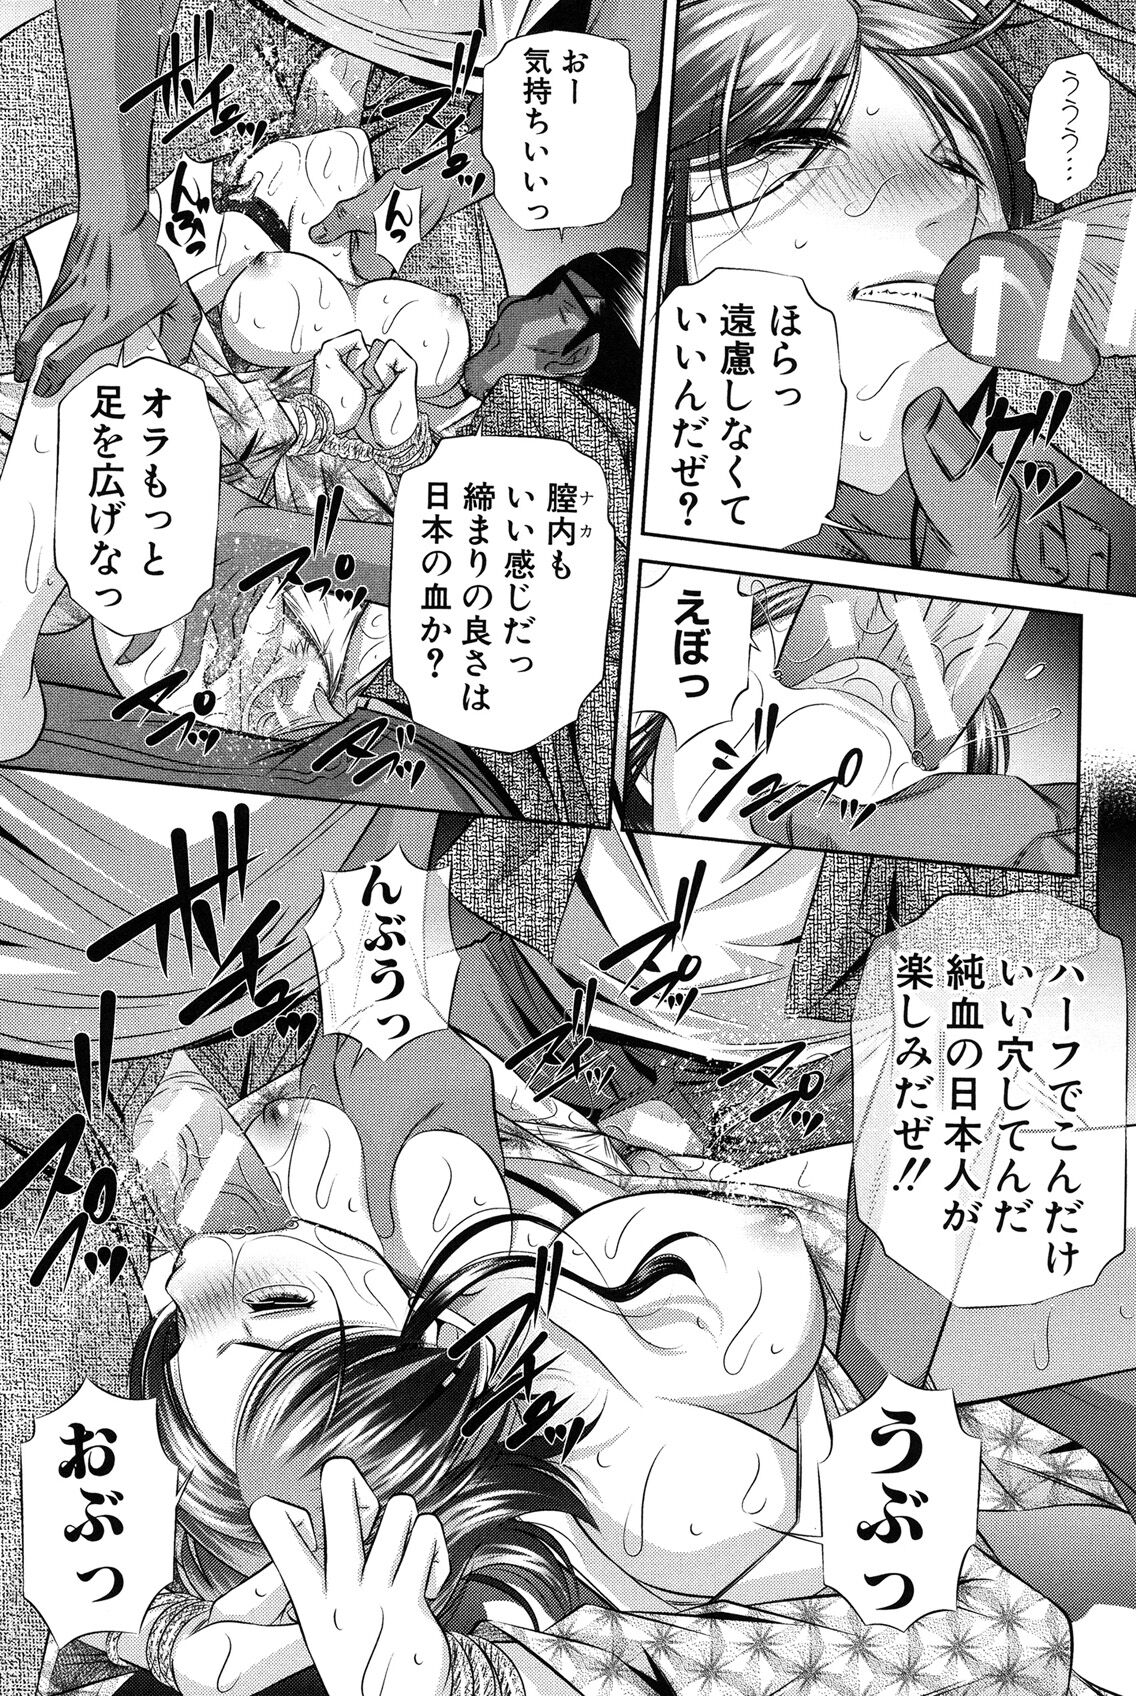 ううう…
ほらっ
遠慮しなくて
いいんだぜ?
おー
気持ちいいっ
んっ
んぶっ
オラもっと
足を広げなっ
膣内も
ナカ
いい感じだっ
締まりの良さは
日本の血か?
えぼっ
ジュプッ
ハーフでこんだけ
いい穴してんだ
純血の日本人が
楽しみだぜ!!
んぶうっ
うぶっ
おぶっ